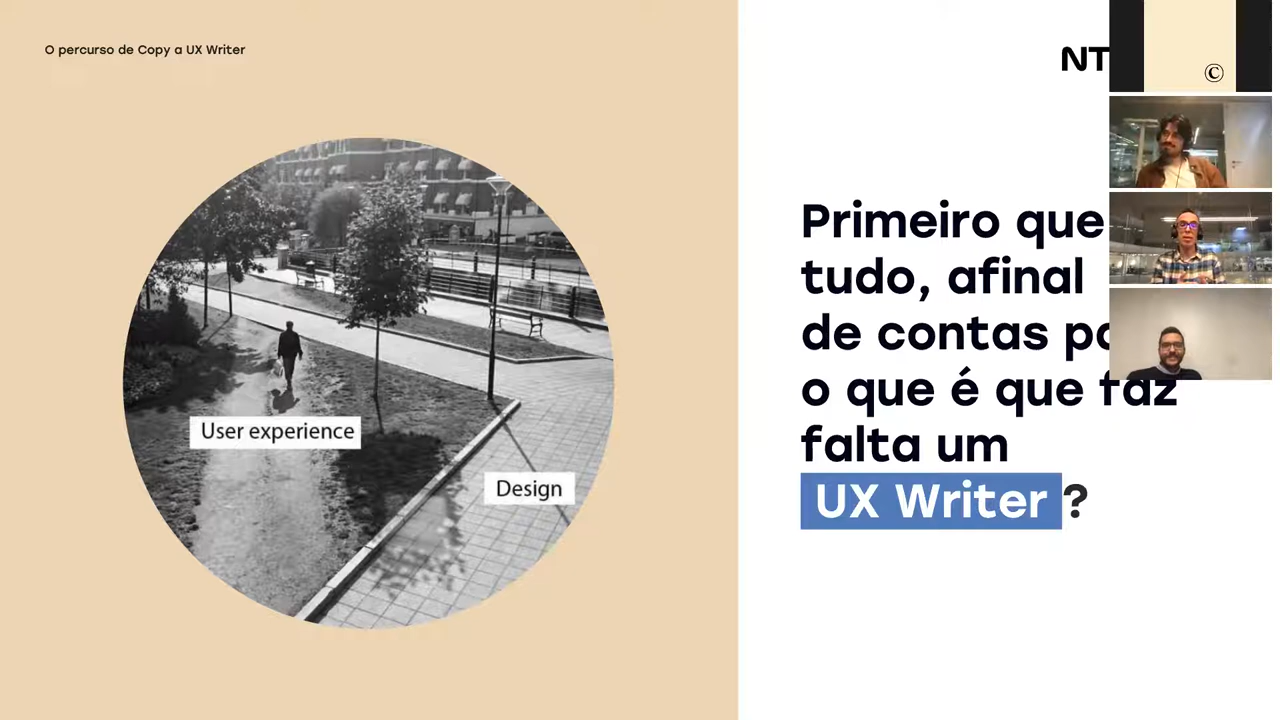 O percurso de Copy a UX Writer
NT
©
Primeiro que
tudo, afinal
de contas
o que é que faz
falta um
UX Writer ?
User experience
Design